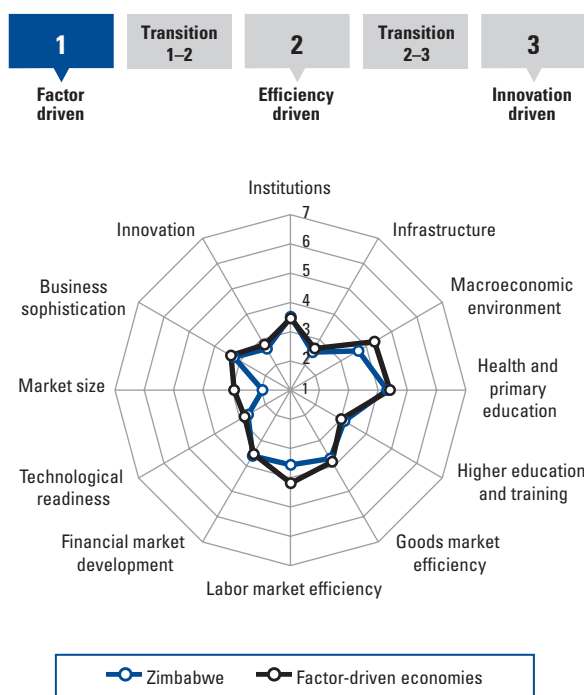 1
Transition
1–2
2
Transition
2–3
3
Factor
driven
Efficiency
driven
Innovation
driven
Institutions
7
6
5
4
3
2
1
Infrastructure
Macroeconomic
environment
Health and
primary
education
Higher education
and training
Goods market
efficiency
Labor market efficiency
Financial market
development
Technological
readiness
Market size
Business
sophistication
Innovation
Zimbabwe
Factor-driven economies